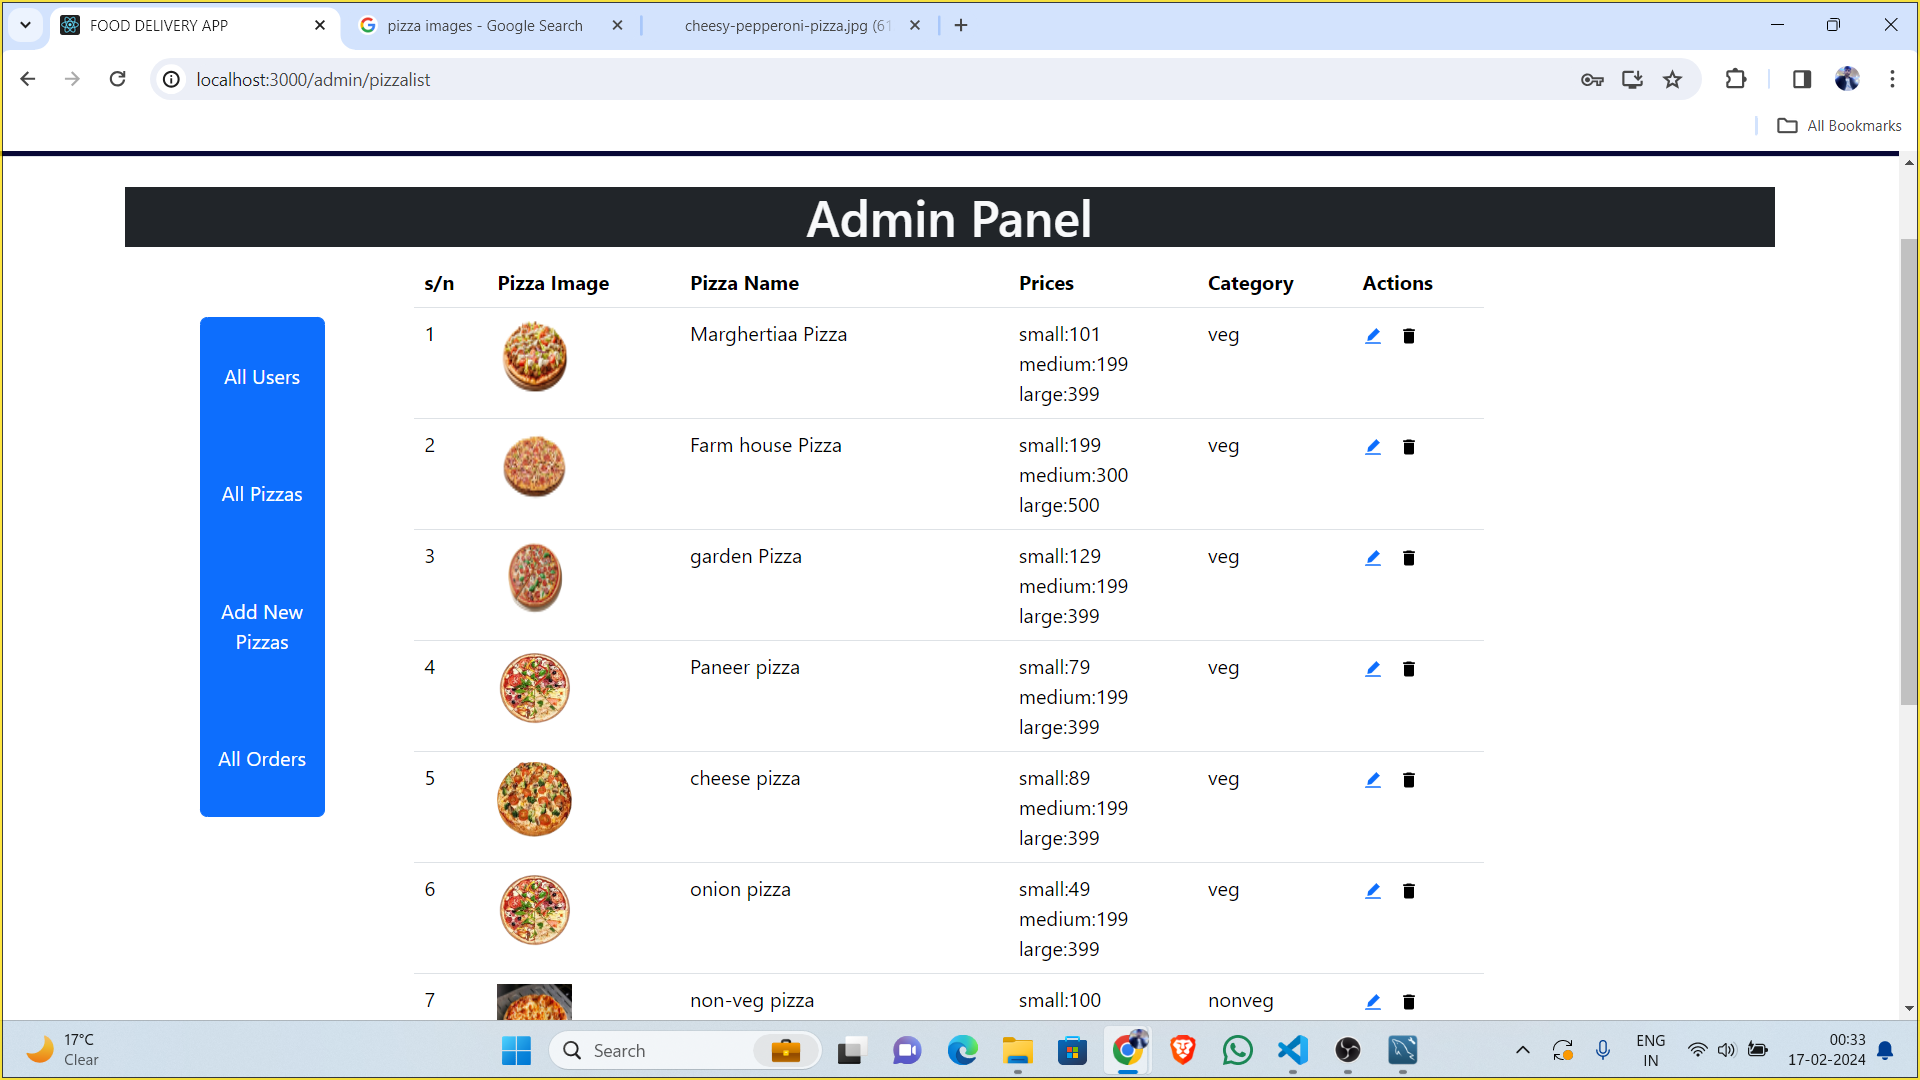 FOOD DELIVERY APP
pizza images - Google Search
cheesy-pepperoni-pizza.jpg (61
localhost:3000/admin/pizzalist
All Bookmarks
Admin Panel
s/n Pizza Image Pizza Name Prices Category Actions
1 Marghertiaa Pizza small:101 veg
medium:199
large:399
2 Farm house Pizza small:199 veg
medium:300
large:500
3 garden Pizza small:129 veg
medium:199
large:399
4 Paneer pizza small:79 veg
medium:199
large:399
5 cheese pizza small:89 veg
medium:199
large:399
6 onion pizza small:49 veg
medium:199
large:399
7 non-veg pizza small:100 nonveg
All Users
All Pizzas
Add New
Pizzas
All Orders
17°C
Clear
Search
ENG
IN
00:33
17-02-2024